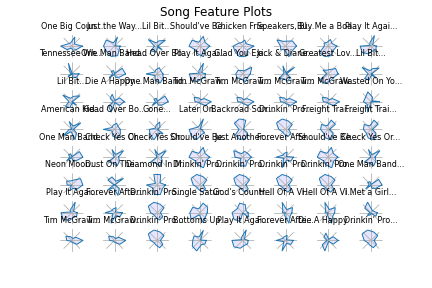 Song Feature Plots
One Big Coun... Just the Way... Lil Bit... Should've Be... Chicken Frie... Speakers, Buy Me a Boa... Play It Agai...
Tennessee Wh... One Man Band... Head Over Bo... Play It Agai... Glad You Exi... Jack & Diane... Greatest Lov... Lil Bit...
Lil Bit... Die A Happy... One Man Band... Tim McGraw... Tim McGraw... Tim McGraw... Tim McGraw... Wasted On Yo...
American Kid... Head Over Bo... Gone... Later On... Backroad Son... Drinkin' Pro... Freight Trai... Freight Trai...
One Man Band... Check Yes Or... Check Yes Or... Should've Be... Just Another... Forever Afte... Should've Be... Check Yes Or...
Neon Moon... Dust On The ... Diamond In M... Drinkin' Pro... Drinkin' Pro... Drinkin' Pro... Drinkin' Pro... One Man Band...
Play It Agai... Forever Afte... Drinkin' Pro... Single Satur... God's Countr... Hell Of A Vi... Hell Of A Vi... I Met a Girl...
Tim McGraw... Tim McGraw... Drinkin' Pro... Bottoms Up... Play It Agai... Forever Afte... Die A Happy... Drinkin' Pro...